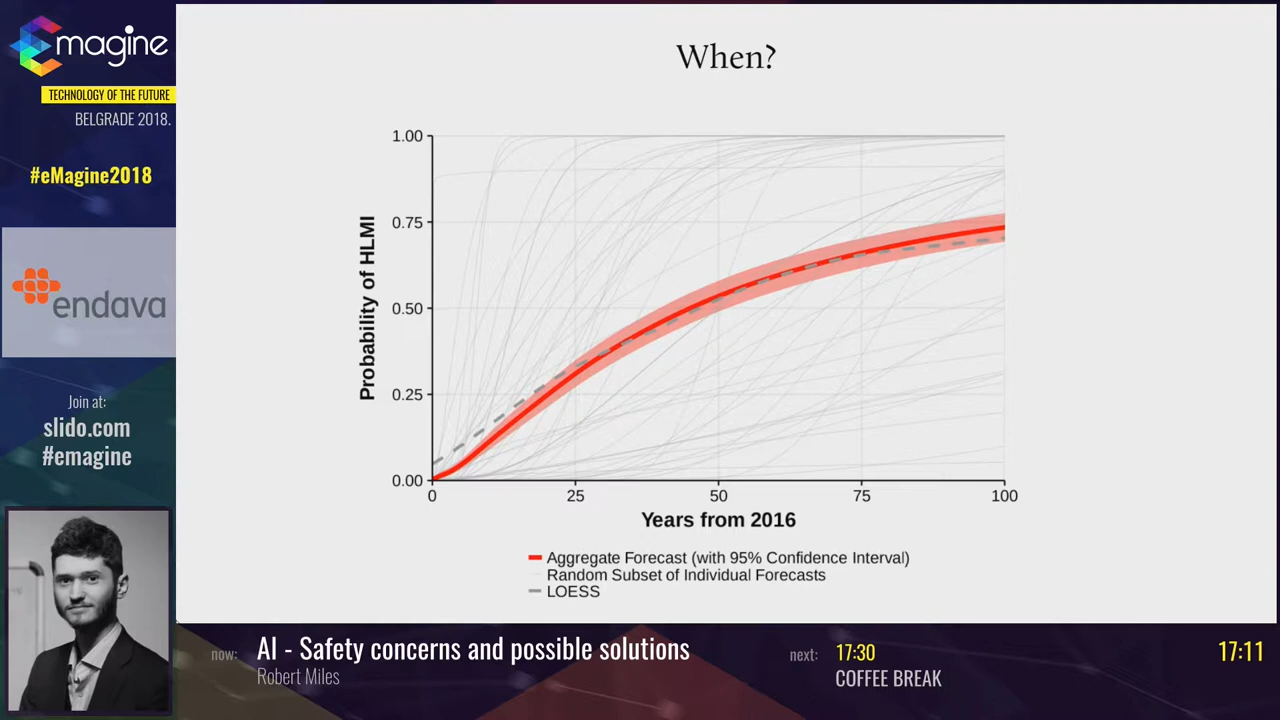 emagine
TECHNOLOGY OF THE FUTURE
BELGRADE 2018.
#eMagine2018
endava
Join at:
slido.com
#emagine
When?
1.00
0.75
0.50
0.25
0.00
Probability of HLMI
0 25 50 75 100
Years from 2016
Aggregate Forecast (with 95% Confidence Interval)
Random Subset of Individual Forecasts
LOESS
now: AI - Safety concerns and possible solutions
Robert Miles
next: 17:30
COFFEE BREAK
17:11